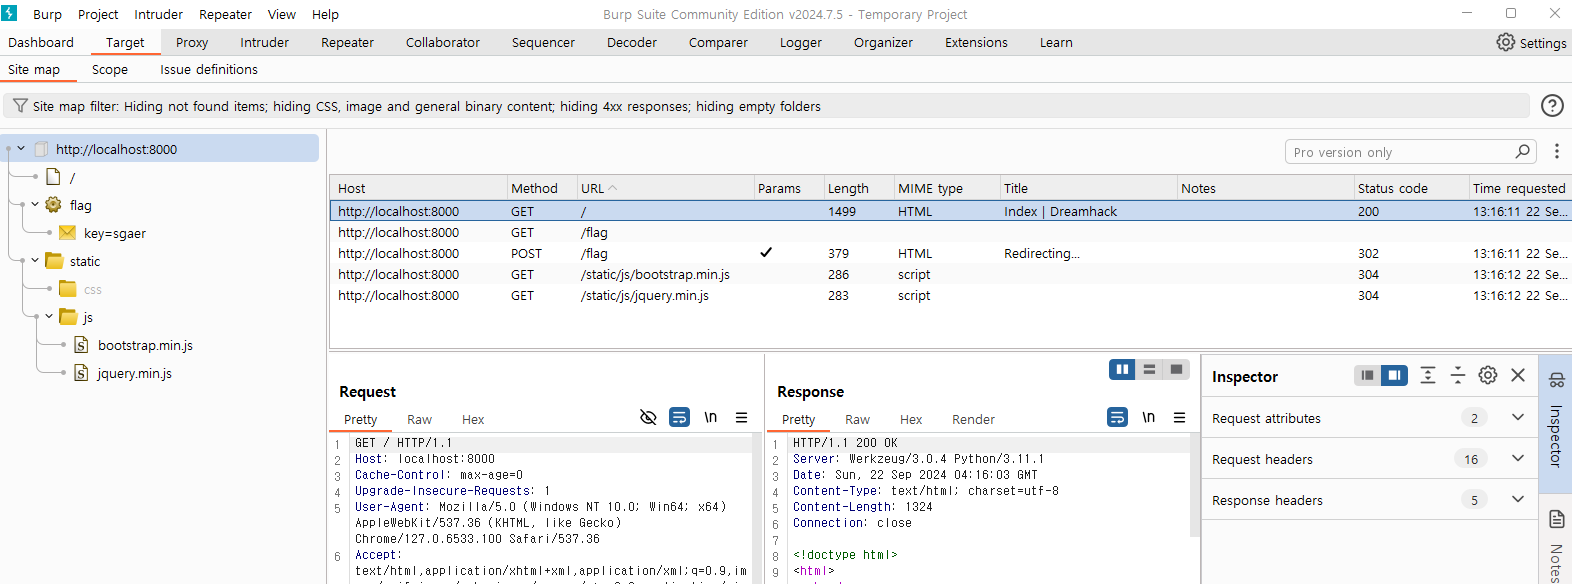 Burp Project Intruder Repeater View Help Burp Suite Community Edition v2024.7.5 - Temporary Project
Dashboard Target Proxy Intruder Repeater Collaborator Sequencer Decoder Comparer Logger Organizer Extensions Learn Settings
Site map Scope Issue definitions
Site map filter: Hiding not found items; hiding CSS, image and general binary content; hiding 4xx responses; hiding empty folders
http://localhost:8000
/
flag
key=sgaer
static
css
js
bootstrap.min.js
jquery.min.js
Pro version only
Host Method URL Params Length MIME type Title Notes Status code Time requested
http://localhost:8000 GET / 1499 HTML Index | Dreamhack 200 13:16:11 22 Se...
http://localhost:8000 GET /flag
http://localhost:8000 POST /flag ✓ 379 HTML Redirecting... 302 13:16:03 22 Se...
http://localhost:8000 GET /static/js/bootstrap.min.js 286 script 304 13:16:12 22 Se...
http://localhost:8000 GET /static/js/jquery.min.js 283 script 304 13:16:12 22 Se...
Request
Pretty Raw Hex \n
1 GET / HTTP/1.1
2 Host: localhost:8000
3 Cache-Control: max-age=0
4 Upgrade-Insecure-Requests: 1
5 User-Agent: Mozilla/5.0 (Windows NT 10.0; Win64; x64)
AppleWebKit/537.36 (KHTML, like Gecko)
Chrome/127.0.6533.100 Safari/537.36
6 Accept:
text/html,application/xhtml+xml,application/xml;q=0.9,im
Response
Pretty Raw Hex Render \n
1 HTTP/1.1 200 OK
2 Server: Werkzeug/3.0.4 Python/3.11.1
3 Date: Sun, 22 Sep 2024 04:16:03 GMT
4 Content-Type: text/html; charset=utf-8
5 Content-Length: 1324
6 Connection: close
7
8 <!doctype html>
9 <html>
Inspector
Request attributes 2
Request headers 16
Response headers 5
Inspector
Notes